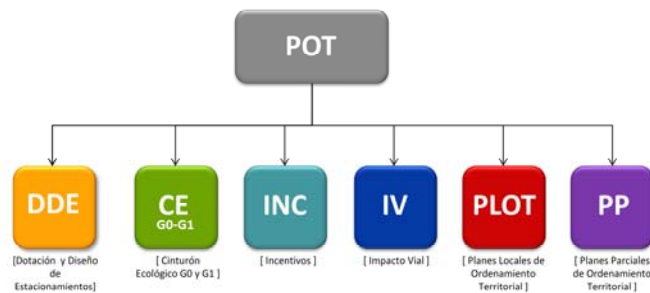 POT
DDE
CE
G0-G1
INC
IV
PLOT
PP
[Dotación y Diseño
de
Estacionamientos]
[ Cinturón
Ecológico G0 y G1 ]
[ Incentivos ]
[ Impacto Vial ]
[ Planes Locales de
Ordenamiento
Territorial ]
[ Planes Parciales
de Ordenamiento
Territorial ]